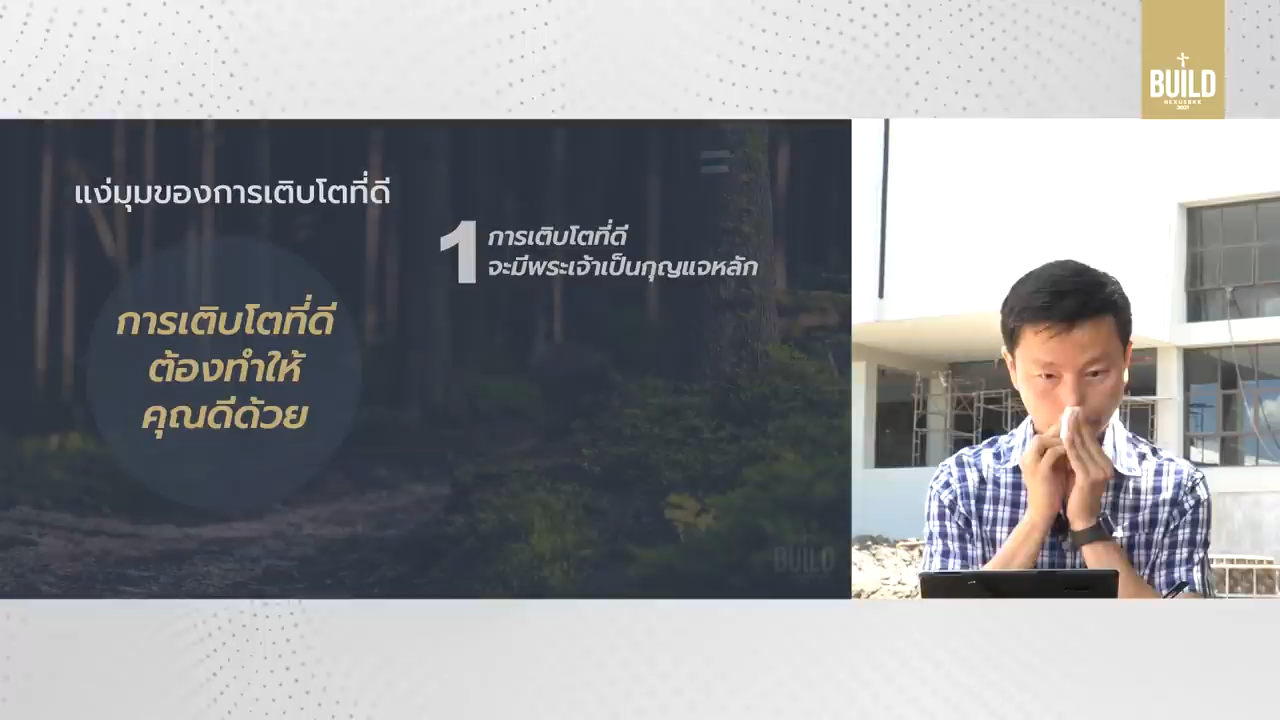 BUILD
NEXUSBKK
2021
แง่มุมของการเติบโตที่ดี
1
การเติบโตที่ดี
จะมีพระเจ้าเป็นกุญแจหลัก
การเติบโตที่ดี
ต้องทำให้
คุณดีด้วย
BUILD